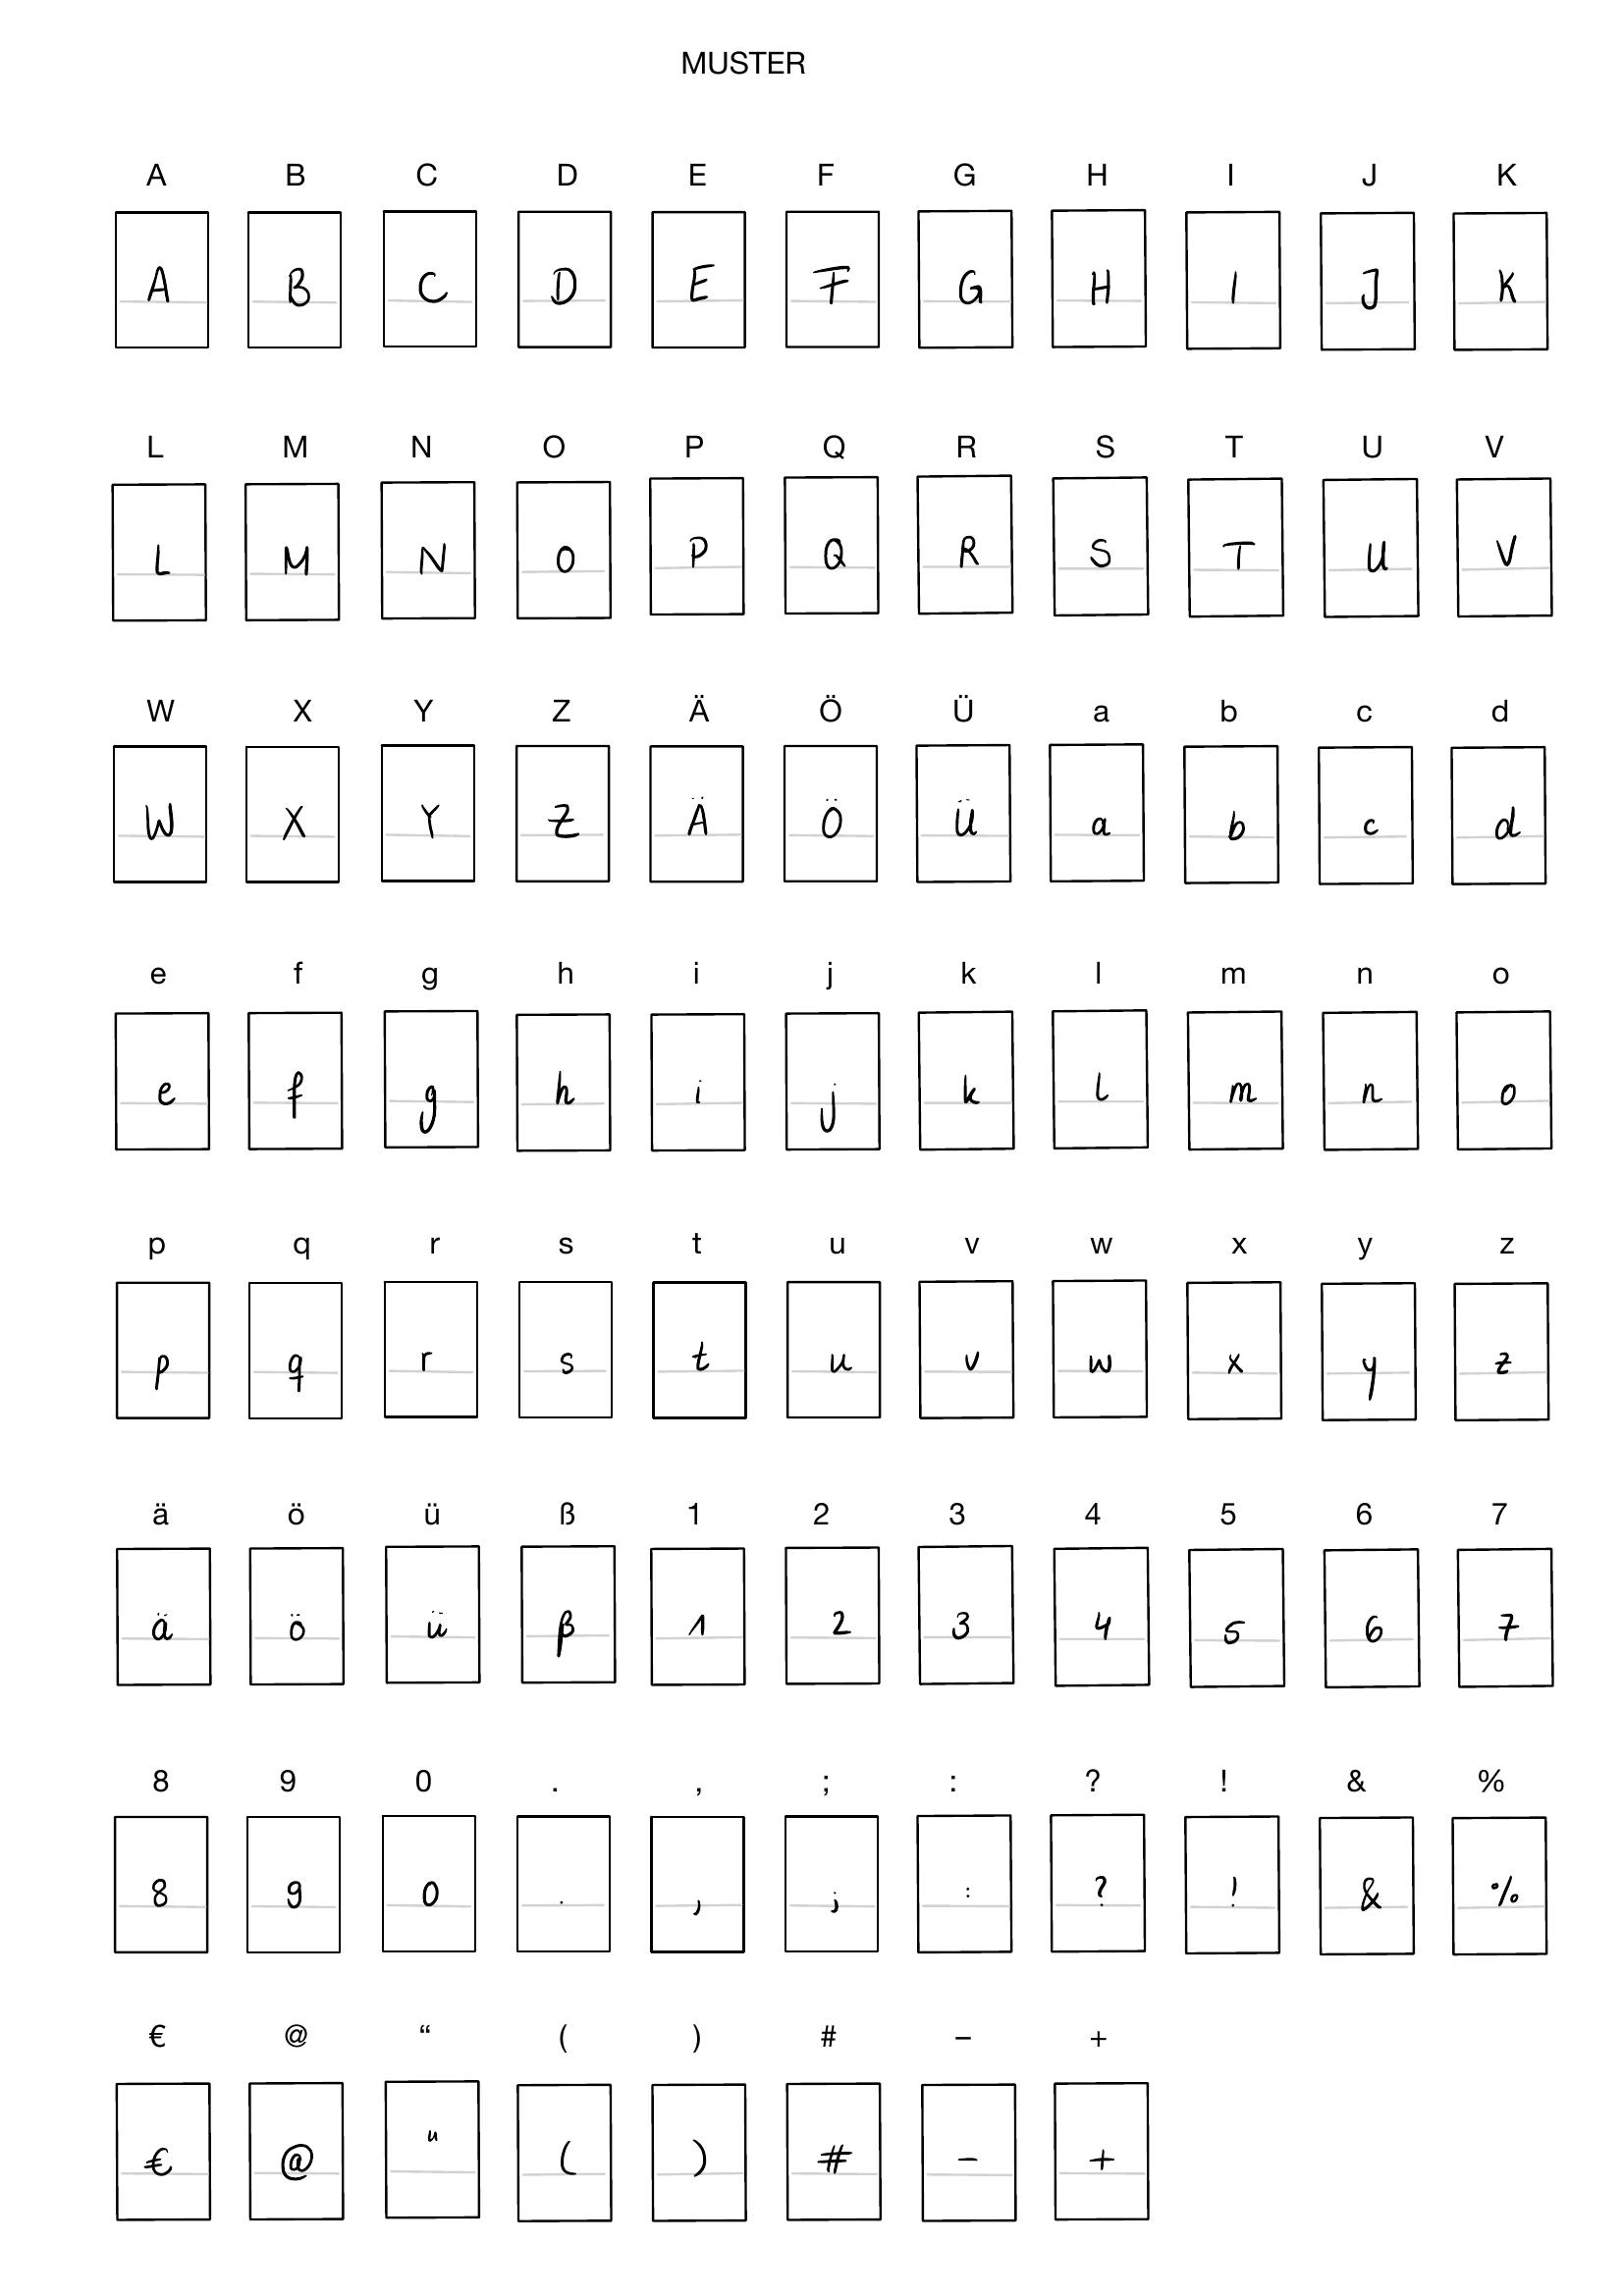 MUSTER
A B C D E F G H I J K
A B C D E F G H I J K
L M N O P Q R S T U V
L M N O P Q R S T U V
W X Y Z Ä Ö Ü a b c d
W X Y Z Ä Ö Ü a b c d
e f g h i j k l m n o
e f g h i j k l m n o
p q r s t u v w x y z
p q r s t u v w x y z
ä ö ü ß 1 2 3 4 5 6 7
ä ö ü ß 1 2 3 4 5 6 7
8 9 0 . , ; : ? ! & %
8 9 0 . , ; : ? ! & %
€ @ “ ( ) # – +
€ @ “ ( ) # – +